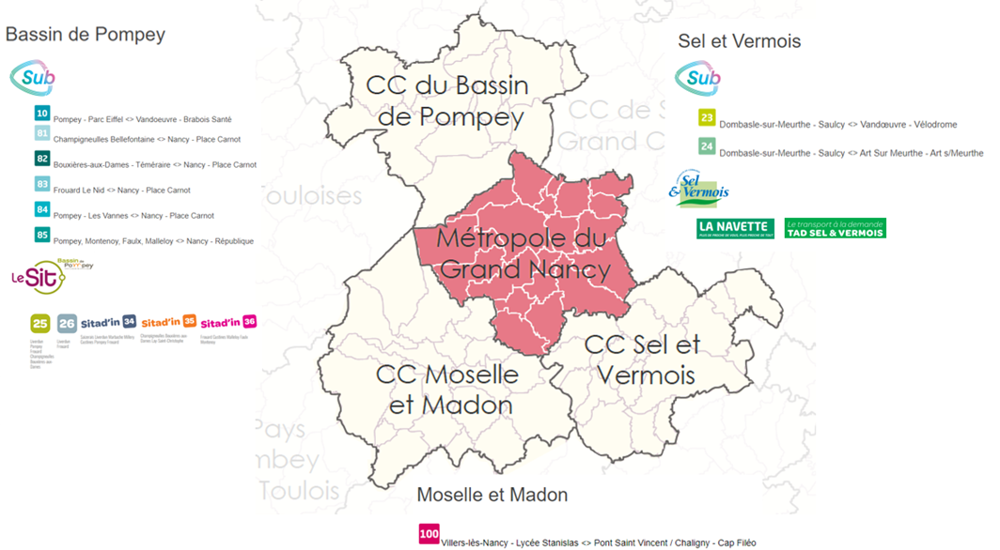 Bassin de Pompey
Sub
10 Pompey - Parc Eiffel <> Vandoeuvre - Brabois Santé
81 Champigneulles Bellefontaine <> Nancy - Place Carnot
82 Bouxières-aux-Dames - Téméraire <> Nancy - Place Carnot
83 Frouard Le Nid <> Nancy - Place Carnot
84 Pompey - Les Vannes <> Nancy - Place Carnot
85 Pompey, Montenoy, Faulx, Malleloy <> Nancy - République
Le Sit Bassin de Pompey
25 26 Sitad'in 34 Sitad'in 35 Sitad'in 36
CC du Bassin
de Pompey
CC de S
Grand C
Touloises
Métropole du
Grand Nancy
CC Moselle
et Madon
CC Sel et
Vermois
Pays
mbey
Toulois
Sel et Vermois
Sub
23 Dombasle-sur-Meurthe - Saulcy <> Vandœuvre - Vélodrome
24 Dombasle-sur-Meurthe - Saulcy <> Art Sur Meurthe - Art s/Meurthe
Sel
& Vermois
LA NAVETTE
Le transport à la demande
TAD SEL & VERMOIS
Moselle et Madon
100 Villers-lès-Nancy - Lycée Stanislas <> Pont Saint Vincent / Chaligny - Cap Filéo